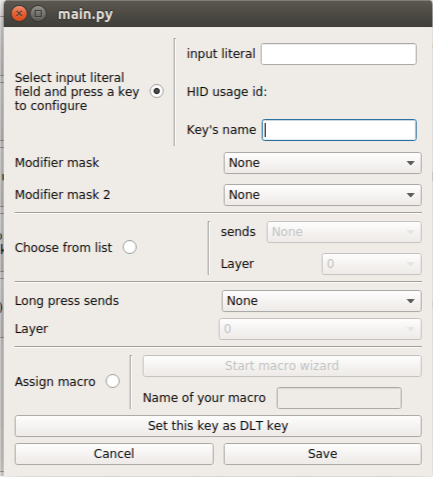 main.py
input literal
Select input literal
field and press a key
to configure
HID usage id:
Key's name
Modifier mask None
Modifier mask 2 None
Choose from list
sends None
Layer 0
Long press sends None
Layer 0
Assign macro
Start macro wizard
Name of your macro
Set this key as DLT key
Cancel Save